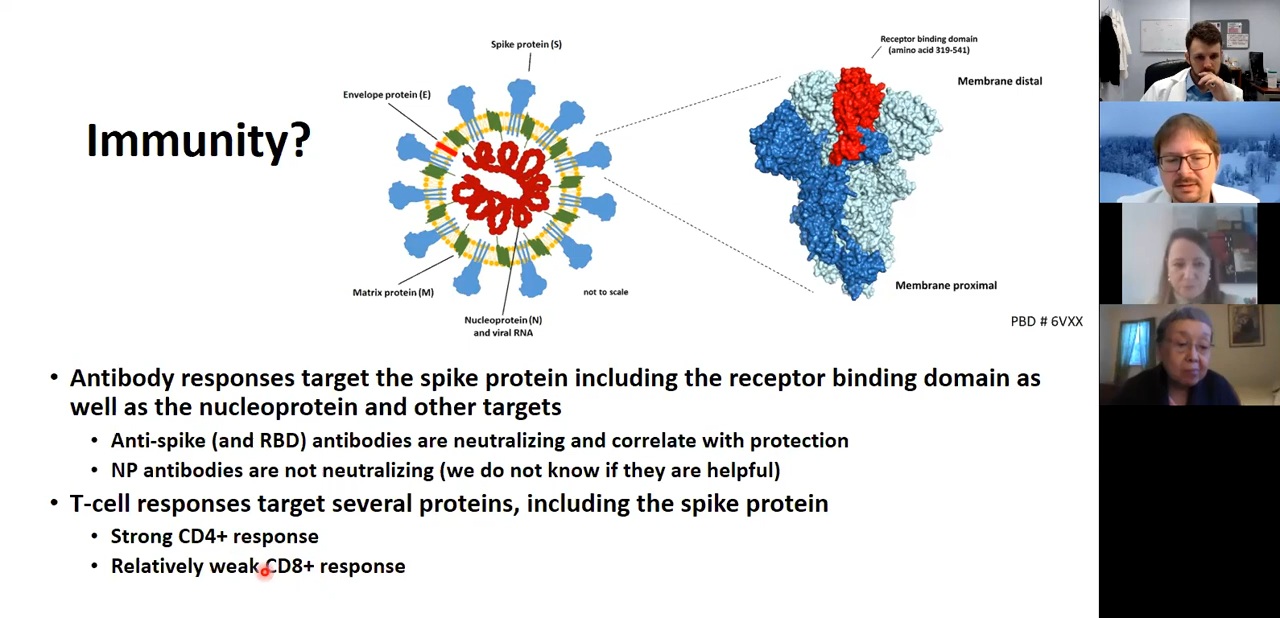 Spike protein (S)
Envelope protein (E)
Immunity?
Matrix protein (M)
not to scale
Nucleoprotein (N)
and viral RNA
Receptor binding domain
(amino acid 319-541)
Membrane distal
Membrane proximal
PBD # 6VXX
• Antibody responses target the spike protein including the receptor binding domain as
well as the nucleoprotein and other targets
• Anti-spike (and RBD) antibodies are neutralizing and correlate with protection
• NP antibodies are not neutralizing (we do not know if they are helpful)
• T-cell responses target several proteins, including the spike protein
• Strong CD4+ response
• Relatively weak CD8+ response